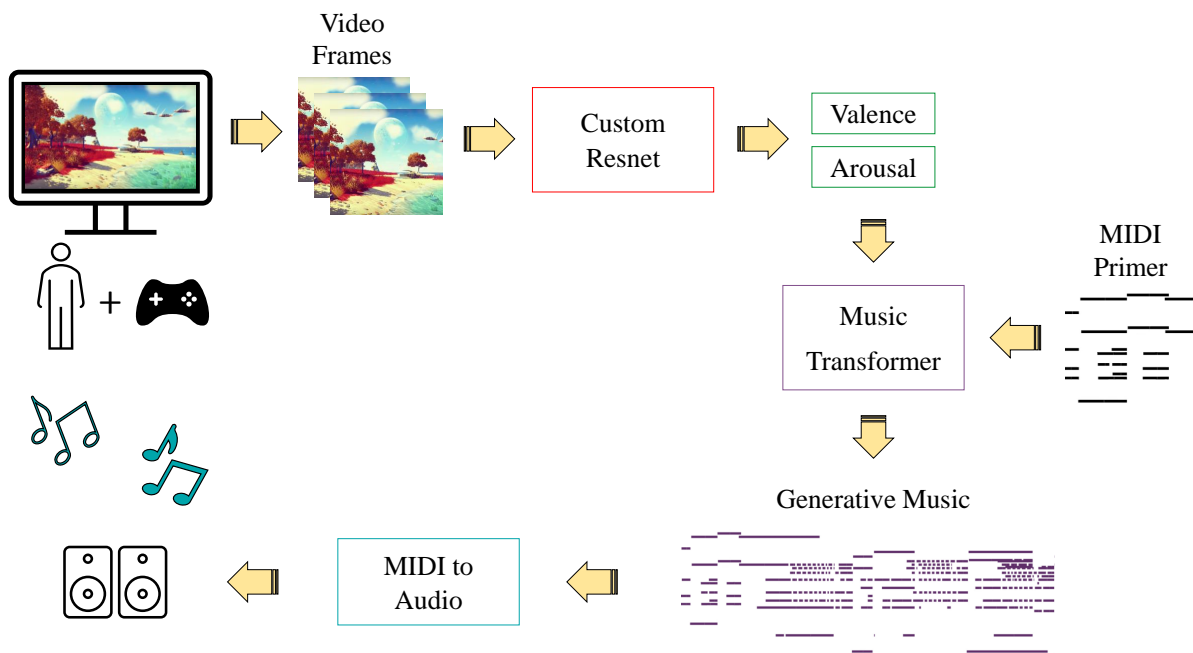 Video
Frames
Custom
Resnet
Valence
Arousal
MIDI
Primer
+
Music
Transformer
Generative Music
MIDI to
Audio